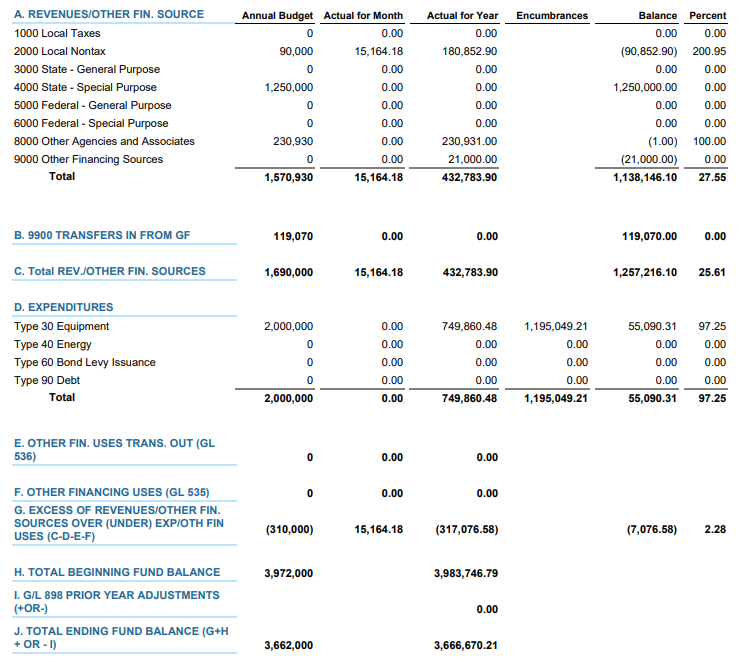 A. REVENUES/OTHER FIN. SOURCE Annual Budget Actual for Month Actual for Year Encumbrances Balance Percent
1000 Local Taxes 0 0.00 0.00 0.00 0.00
2000 Local Nontax 90,000 15,164.18 180,852.90 (90,852.90) 200.95
3000 State - General Purpose 0 0.00 0.00 0.00 0.00
4000 State - Special Purpose 1,250,000 0.00 0.00 1,250,000.00 0.00
5000 Federal - General Purpose 0 0.00 0.00 0.00 0.00
6000 Federal - Special Purpose 0 0.00 0.00 0.00 0.00
8000 Other Agencies and Associates 230,930 0.00 230,931.00 (1.00) 100.00
9000 Other Financing Sources 0 0.00 21,000.00 (21,000.00) 0.00
Total 1,570,930 15,164.18 432,783.90 1,138,146.10 27.55
B. 9900 TRANSFERS IN FROM GF 119,070 0.00 0.00 119,070.00 0.00
C. Total REV./OTHER FIN. SOURCES 1,690,000 15,164.18 432,783.90 1,257,216.10 25.61
D. EXPENDITURES
Type 30 Equipment 2,000,000 0.00 749,860.48 1,195,049.21 55,090.31 97.25
Type 40 Energy 0 0.00 0.00 0.00 0.00 0.00
Type 60 Bond Levy Issuance 0 0.00 0.00 0.00 0.00 0.00
Type 90 Debt 0 0.00 0.00 0.00 0.00 0.00
Total 2,000,000 0.00 749,860.48 1,195,049.21 55,090.31 97.25
E. OTHER FIN. USES TRANS. OUT (GL
536) 0 0.00 0.00
F. OTHER FINANCING USES (GL 535) 0 0.00 0.00
G. EXCESS OF REVENUES/OTHER FIN.
SOURCES OVER (UNDER) EXP/OTH FIN
USES (C-D-E-F) (310,000) 15,164.18 (317,076.58) (7,076.58) 2.28
H. TOTAL BEGINNING FUND BALANCE 3,972,000 3,983,746.79
I. G/L 898 PRIOR YEAR ADJUSTMENTS
(+OR-) 0.00
J. TOTAL ENDING FUND BALANCE (G+H
+ OR - I) 3,662,000 3,666,670.21